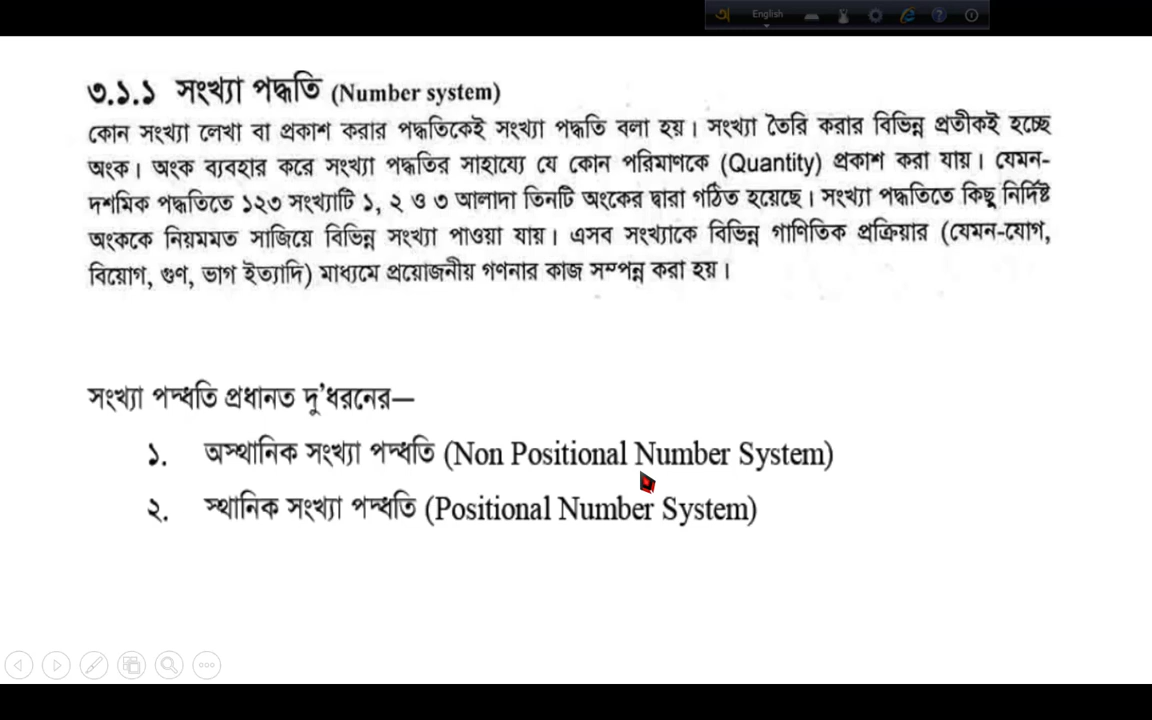 English
৩.১.১ সংখ্যা পদ্ধতি (Number system)
কোন সংখ্যা লেখা বা প্রকাশ করার পদ্ধতিকেই সংখ্যা পদ্ধতি বলা হয়। সংখ্যা তৈরি করার বিভিন্ন প্রতীকই হচ্ছে
অংক। অংক ব্যবহার করে সংখ্যা পদ্ধতির সাহায্যে যে কোন পরিমাণকে (Quantity) প্রকাশ করা যায়। যেমন-
দশমিক পদ্ধতিতে ১২৩ সংখ্যাটি ১, ২ ও ৩ আলাদা তিনটি অংকের দ্বারা গঠিত হয়েছে। সংখ্যা পদ্ধতিতে কিছু নির্দিষ্ট
অংককে নিয়মমত সাজিয়ে বিভিন্ন সংখ্যা পাওয়া যায়। এসব সংখ্যাকে বিভিন্ন গাণিতিক প্রক্রিয়ার (যেমন-যোগ,
বিয়োগ, গুণ, ভাগ ইত্যাদি) মাধ্যমে প্রয়োজনীয় গণনার কাজ সম্পন্ন করা হয়।
সংখ্যা পদ্ধতি প্রধানত দু'ধরনের—
১. অস্থানিক সংখ্যা পদ্ধতি (Non Positional Number System)
২. স্থানিক সংখ্যা পদ্ধতি (Positional Number System)